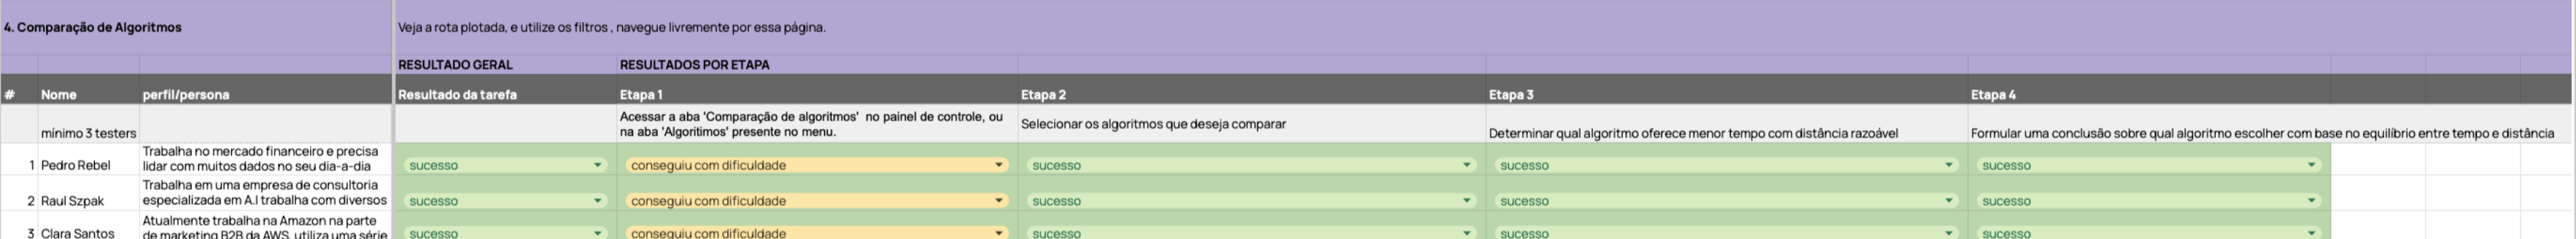 4. Comparação de Algoritmos
Veja a rota plotada, e utilize os filtros , navegue livremente por essa página.
RESULTADO GERAL
RESULTADOS POR ETAPA
# Nome perfil/persona Resultado da tarefa Etapa 1 Etapa 2 Etapa 3 Etapa 4
mínimo 3 testers
Acessar a aba 'Comparação de algoritmos' no painel de controle, ou
na aba 'Algoritimos' presente no menu.
Selecionar os algoritmos que deseja comparar
Determinar qual algoritmo oferece menor tempo com distância razoável
Formular uma conclusão sobre qual algoritmo escolher com base no equilíbrio entre tempo e distância
1 Pedro Rebel
Trabalha no mercado financeiro e precisa
lidar com muitos dados no seu dia-a-dia
sucesso conseguiu com dificuldade sucesso sucesso sucesso
2 Raul Szpak
Trabalha em uma empresa de consultoria
especializada em A.I trabalha com diversos
sucesso conseguiu com dificuldade sucesso sucesso sucesso
3 Clara Santos
Atualmente trabalha na Amazon na parte
de marketing B2B da AWS, utiliza uma série
sucesso conseguiu com dificuldade sucesso sucesso sucesso